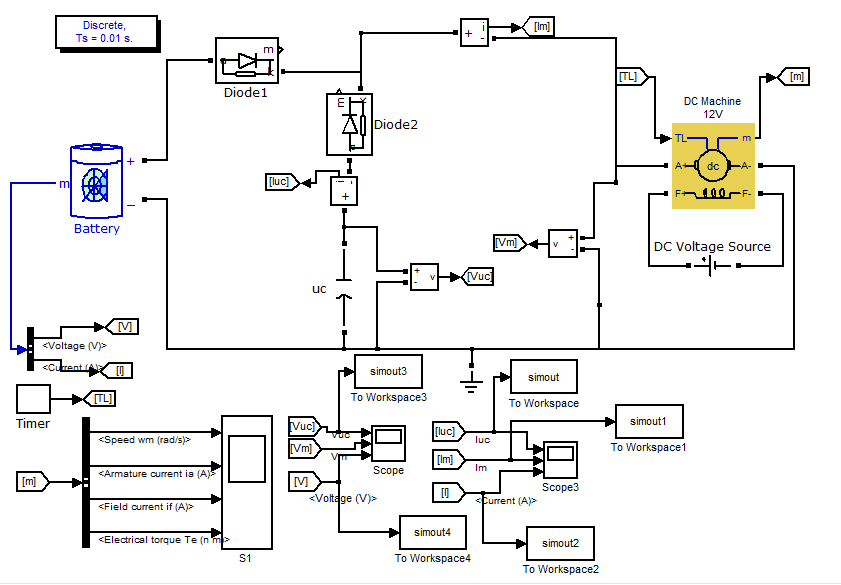 Discrete,
Ts = 0.01 s.
m
a
k
Diode1
+
i
-
[Im]
[TL]
[m]
DC Machine
12V
TL
m
A+
dc
A-
F+
F-
m
k
a
Diode2
+
m
_
Battery
[Iuc]
i
-
+
[Vm]
v
+
-
DC Voltage Source
uc
+
-
v
[Vuc]
[V]
<Voltage (V)>
<Current (A)>
[I]
Timer
[TL]
simout3
To Workspace3
simout
To Workspace
simout1
To Workspace1
[Vuc]
Vuc
[Vm]
Vm
Scope
[V]
<Voltage (V)>
[Iuc]
Iuc
[Im]
Im
Scope3
[I]
<Current (A)>
simout4
To Workspace4
simout2
To Workspace2
[m]
<Speed wm (rad/s)>
<Armature current ia (A)>
<Field current if (A)>
<Electrical torque Te (n m)>
S1